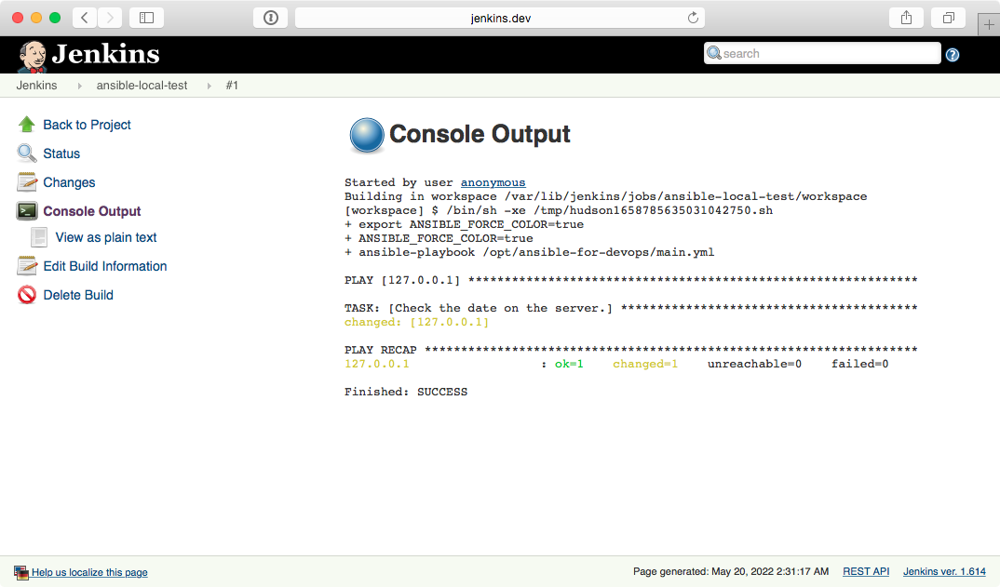 jenkins.dev
Jenkins
search
Jenkins ansible-local-test #1
Back to Project
Status
Changes
Console Output
View as plain text
Edit Build Information
Delete Build
Console Output
Started by user anonymous
Building in workspace /var/lib/jenkins/jobs/ansible-local-test/workspace
[workspace] $ /bin/sh -xe /tmp/hudson1658785635031042750.sh
+ export ANSIBLE_FORCE_COLOR=true
+ ANSIBLE_FORCE_COLOR=true
+ ansible-playbook /opt/ansible-for-devops/main.yml
PLAY [127.0.0.1] **************************************************************
TASK: [Check the date on the server.] *****************************************
changed: [127.0.0.1]
PLAY RECAP ********************************************************************
127.0.0.1 : ok=1 changed=1 unreachable=0 failed=0
Finished: SUCCESS
Help us localize this page
Page generated: May 20, 2022 2:31:17 AM REST API Jenkins ver. 1.614